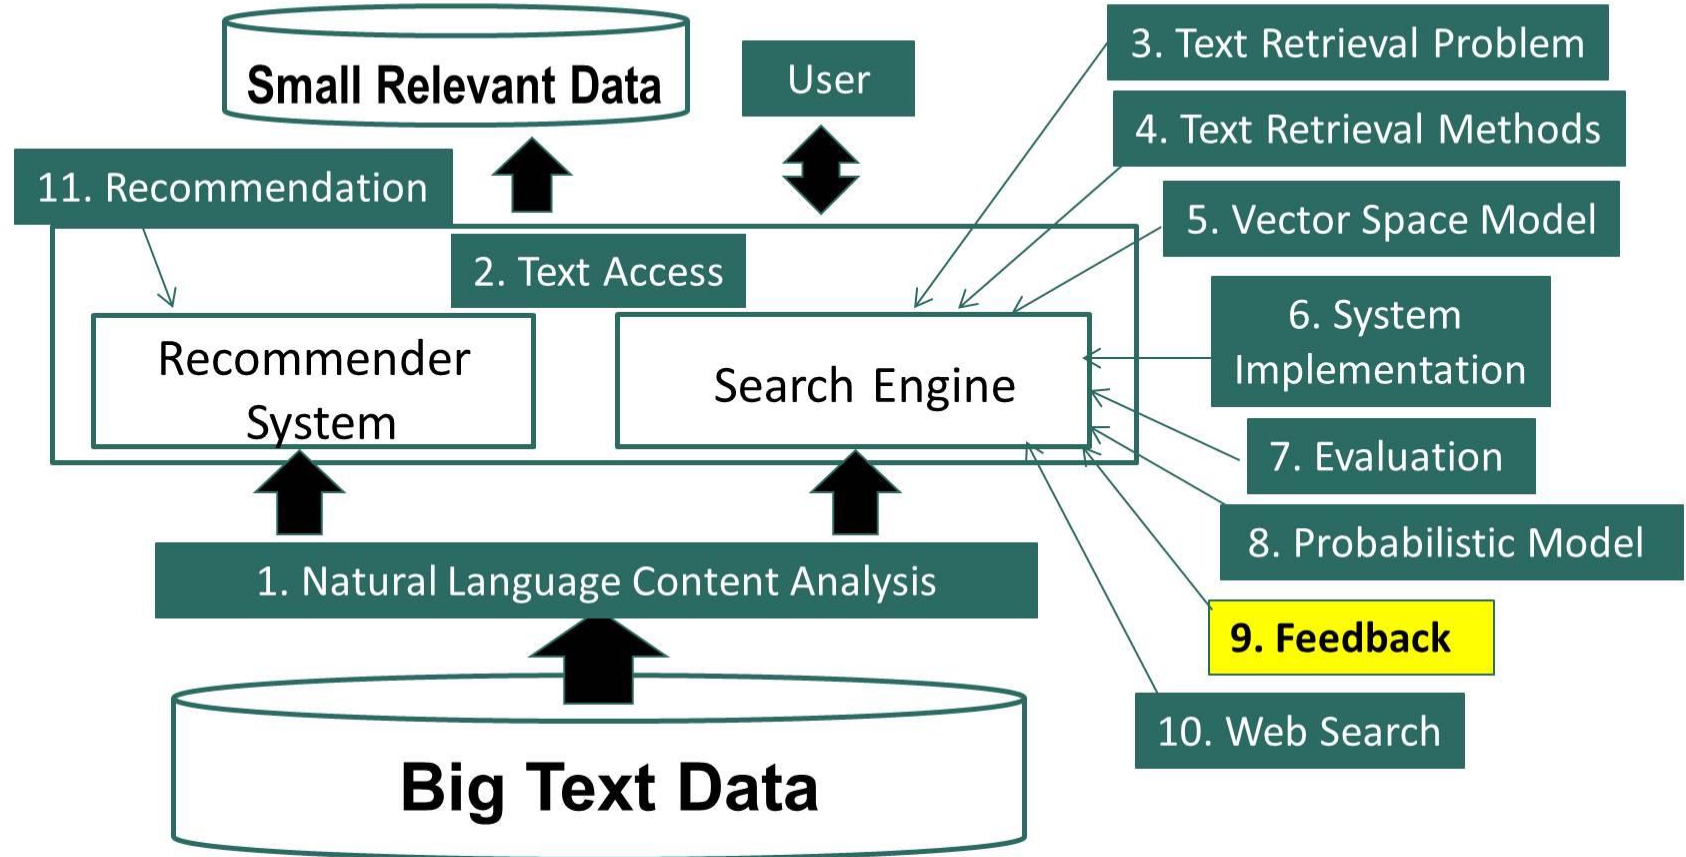 Small Relevant Data
User
3. Text Retrieval Problem
4. Text Retrieval Methods
11. Recommendation
5. Vector Space Model
2. Text Access
Recommender
System
Search Engine
6. System
Implementation
7. Evaluation
8. Probabilistic Model
1. Natural Language Content Analysis
9. Feedback
10. Web Search
Big Text Data